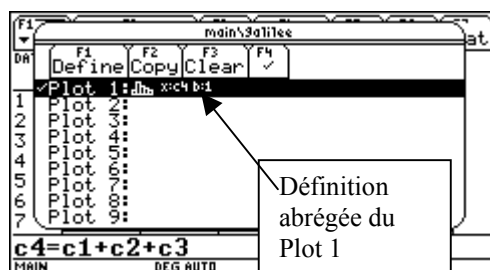 F1
main\galilee
at
DA
F1 F2 F3 F4
Define Copy Clear ✓
✓Plot 1: x:c4 b:1
1 Plot 2:
2 Plot 3:
3 Plot 4:
4 Plot 5:
5 Plot 6:
6 Plot 7:
7 Plot 8:
Plot 9:
Définition
abrégée du
Plot 1
c4=c1+c2+c3
MAIN DEG AUTO